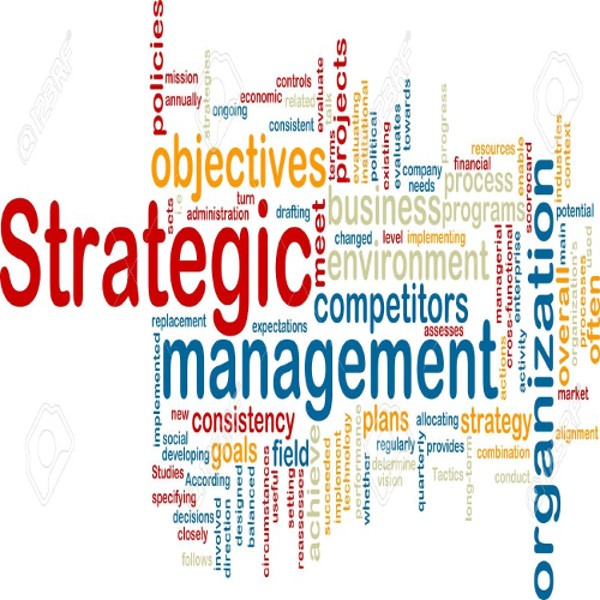 policies
mission
annually
strategies
ongoing
economic
controls
related
consistent
evaluate
talk
projects
terms
evaluating
traditional
political
existing
evaluates
towards
progress
objectives
company
needs
financial
resources
process
enable
scorecard
industries
context
sets
i.e
turn
administration
drafting
meet
business
programs
changed
level
implementing
managerial
cross-functional
enterprise
organization
potential
main
overall
used
Strategic
environment
competitors
assesses
organization's
processes
often
replacement
expectations
management
actions
activity
market
implemented
new
consistency
social
developing
goals
field
achieve
plans
allocating
strategy
regularly
provides
combination
alignment
Studies
According
specifying
decisions
closely
follows
involved
direction
designed
balanced
circumstances
useful
setting
reassesses
succeeded
implement
technology
performance
whether
determine
vision
quarterly
Tactics
long-term
conduct